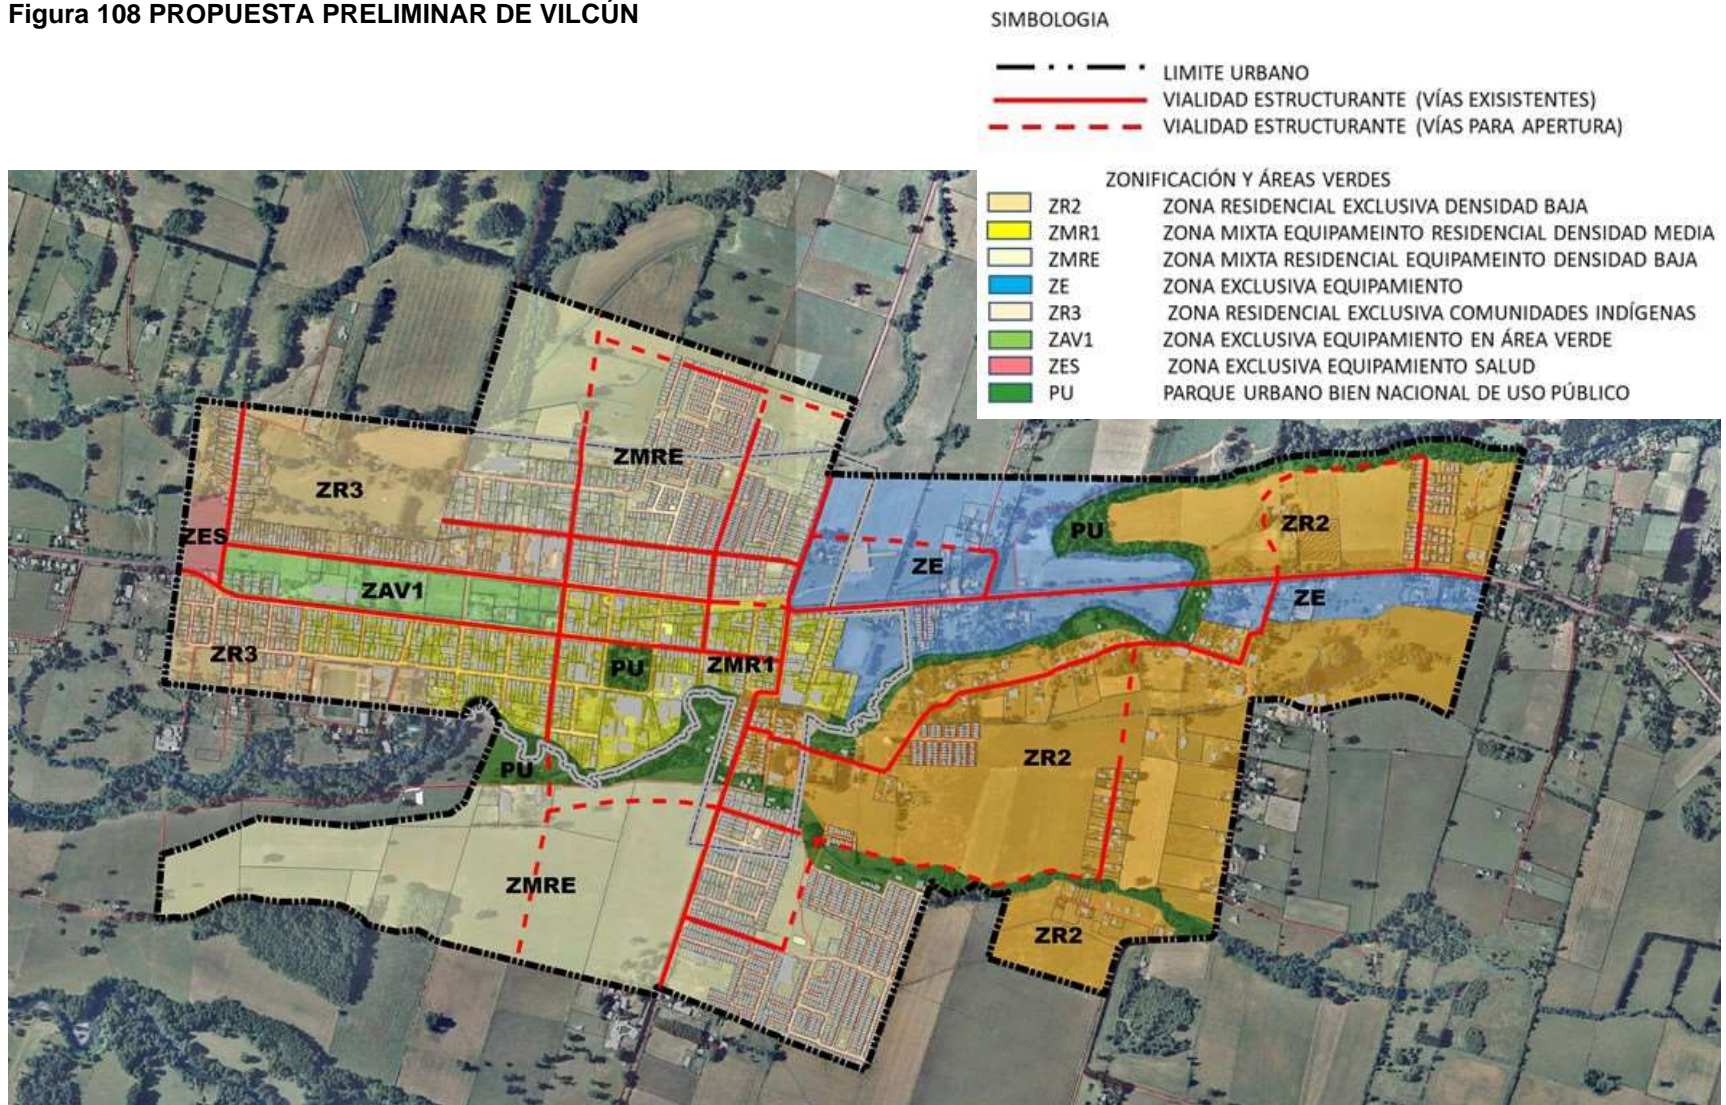 Figura 108 PROPUESTA PRELIMINAR DE VILCÚN
SIMBOLOGIA
LIMITE URBANO
VIALIDAD ESTRUCTURANTE (VÍAS EXISISTENTES)
VIALIDAD ESTRUCTURANTE (VÍAS PARA APERTURA)
ZONIFICACIÓN Y ÁREAS VERDES
ZR2 ZONA RESIDENCIAL EXCLUSIVA DENSIDAD BAJA
ZMR1 ZONA MIXTA EQUIPAMEINTO RESIDENCIAL DENSIDAD MEDIA
ZMRE ZONA MIXTA RESIDENCIAL EQUIPAMEINTO DENSIDAD BAJA
ZE ZONA EXCLUSIVA EQUIPAMIENTO
ZR3 ZONA RESIDENCIAL EXCLUSIVA COMUNIDADES INDÍGENAS
ZAV1 ZONA EXCLUSIVA EQUIPAMIENTO EN ÁREA VERDE
ZES ZONA EXCLUSIVA EQUIPAMIENTO SALUD
PU PARQUE URBANO BIEN NACIONAL DE USO PÚBLICO
ZMRE
ZR3
ZR2
PU
ZES
ZE
ZAV1
ZE
ZR3
PU
ZMR1
ZR2
PU
ZMRE
ZR2